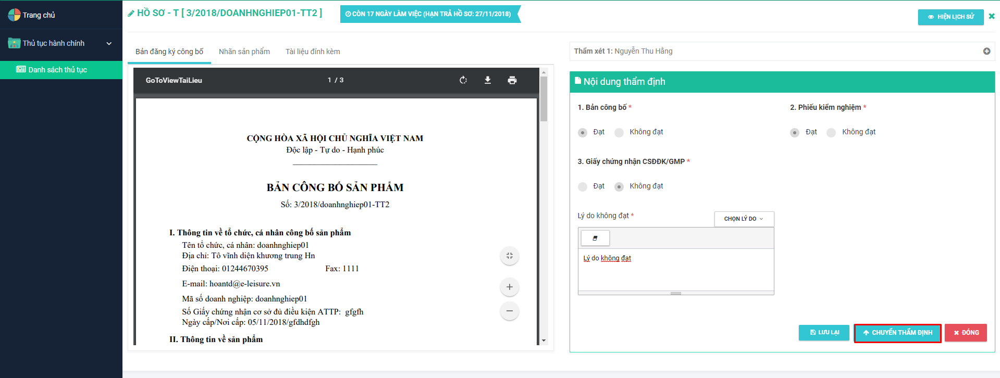 Trang chủ
Thủ tục hành chính
Danh sách thủ tục
HỒ SƠ - T [ 3/2018/DOANHNGHIEP01-TT2 ]
CÒN 17 NGÀY LÀM VIỆC (HẠN TRẢ HỒ SƠ: 27/11/2018)
HIỆN LỊCH SỬ
Bản đăng ký công bố
Nhãn sản phẩm
Tài liệu đính kèm
GoToViewTaiLieu
1 / 3
CỘNG HÒA XÃ HỘI CHỦ NGHĨA VIỆT NAM
Độc lập - Tự do - Hạnh phúc
BẢN CÔNG BỐ SẢN PHẨM
Số: 3/2018/doanhnghiep01-TT2
I. Thông tin về tổ chức, cá nhân công bố sản phẩm
Tên tổ chức, cá nhân: doanhnghiep01
Địa chỉ: Tô vĩnh diện khương trung Hn
Điện thoại: 01244670395 Fax: 1111
E-mail: hoantd@e-leisure.vn
Mã số doanh nghiệp: doanhnghiep01
Số Giấy chứng nhận cơ sở đủ điều kiện ATTP: gfgfh
Ngày cấp/Nơi cấp: 05/11/2018/gfdhdfgh
II. Thông tin về sản phẩm
Thẩm xét 1: Nguyễn Thu Hằng
Nội dung thẩm định
1. Bản công bố *
Đạt
Không đạt
2. Phiếu kiểm nghiệm *
Đạt
Không đạt
3. Giấy chứng nhận CSĐĐK/GMP *
Đạt
Không đạt
Lý do không đạt *
CHỌN LÝ DO
Lý do không đạt
LƯU LẠI
CHUYỂN THẨM ĐỊNH
ĐÓNG